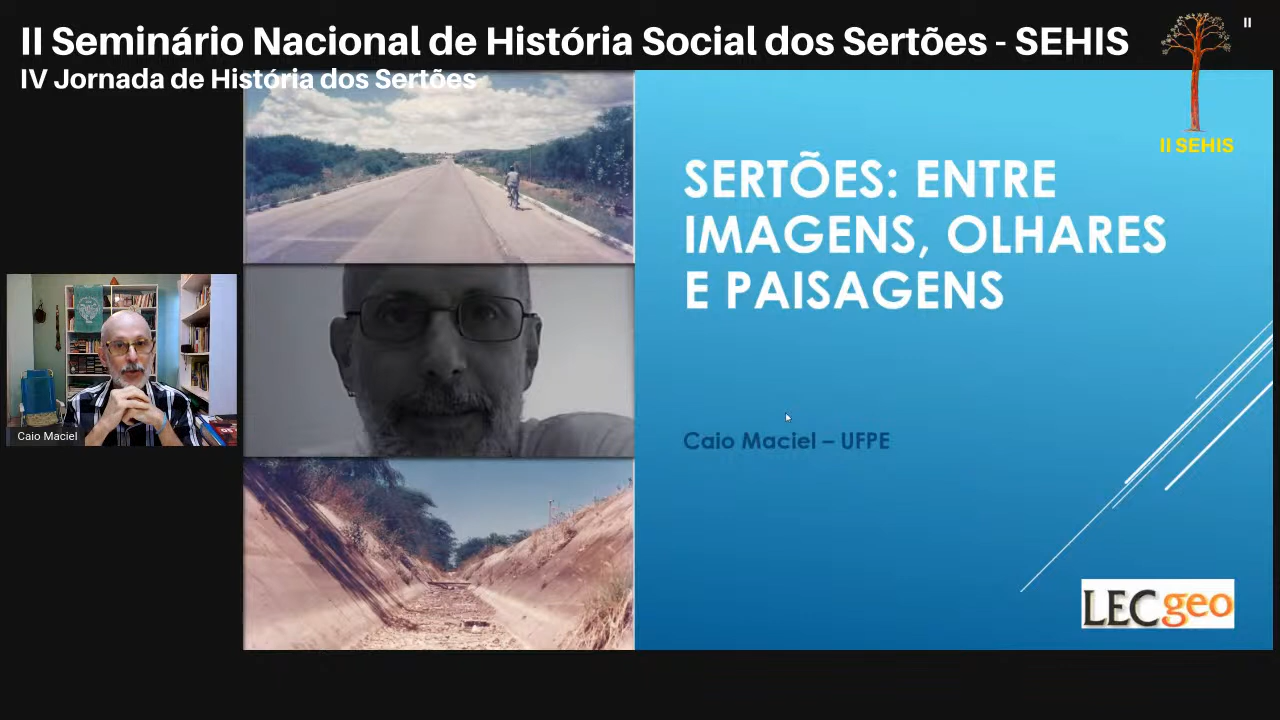 II Seminário Nacional de História Social dos Sertões - SEHIS
IV Jornada de História dos Sertões
II
II SEHIS
SERTÕES: ENTRE
IMAGENS, OLHARES
E PAISAGENS
Caio Maciel – UFPE
Caio Maciel
LECgeo